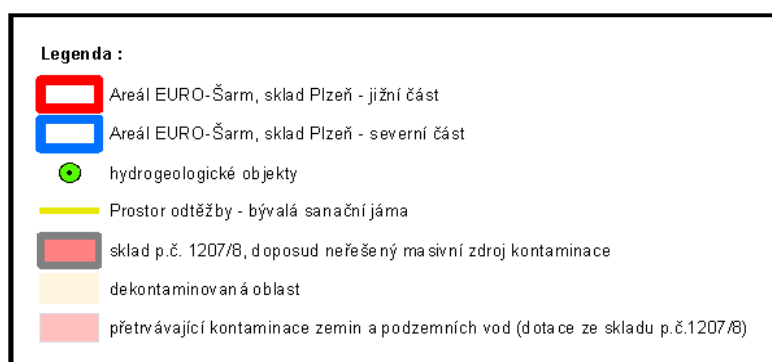 Legenda :
Areál EURO-Šarm, sklad Plzeň - jižní část
Areál EURO-Šarm, sklad Plzeň - severní část
hydrogeologické objekty
Prostor odtěžby - bývalá sanační jáma
sklad p.č. 1207/8, doposud neřešený masivní zdroj kontaminace
dekontaminovaná oblast
přetrvávající kontaminace zemin a podzemních vod (dotace ze skladu p.č.1207/8)